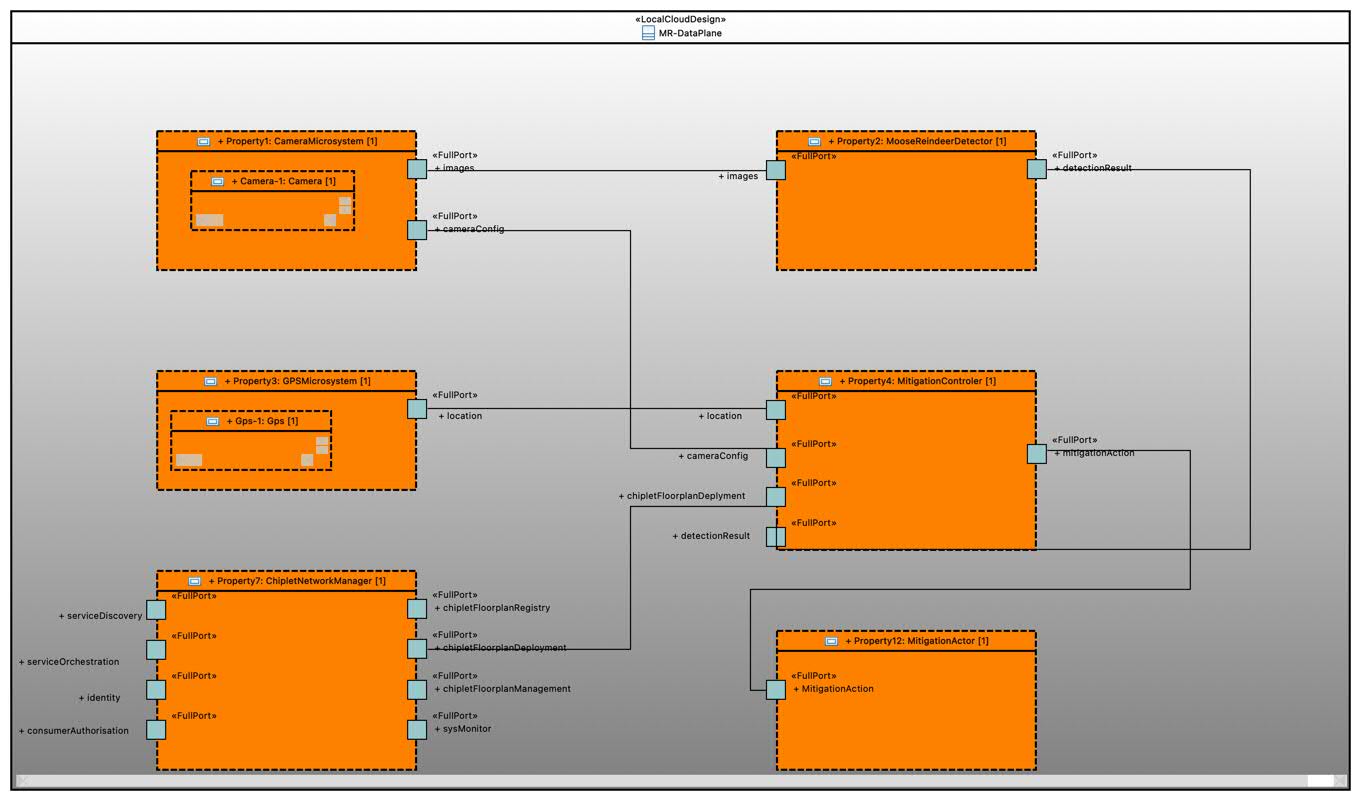 «LocalCloudDesign»
MR-DataPlane
+ Property1: CameraMicrosystem [1]
+ Camera-1: Camera [1]
«FullPort»
+ images
«FullPort»
+ cameraConfig
+ Property2: MooseReindeerDetector [1]
«FullPort»
+ images
«FullPort»
+ detectionResult
+ Property3: GPSMicrosystem [1]
+ Gps-1: Gps [1]
«FullPort»
+ location
+ Property4: MitigationControler [1]
«FullPort»
+ location
«FullPort»
+ cameraConfig
«FullPort»
+ chipletFloorplanDeplyment
«FullPort»
+ detectionResult
«FullPort»
+ mitigationAction
+ Property7: ChipletNetworkManager [1]
«FullPort»
+ serviceDiscovery
«FullPort»
+ serviceOrchestration
«FullPort»
+ identity
«FullPort»
+ consumerAuthorisation
«FullPort»
+ chipletFloorplanRegistry
«FullPort»
+ chipletFloorplanDeployment
«FullPort»
+ chipletFloorplanManagement
«FullPort»
+ sysMonitor
+ Property12: MitigationActor [1]
«FullPort»
+ MitigationAction